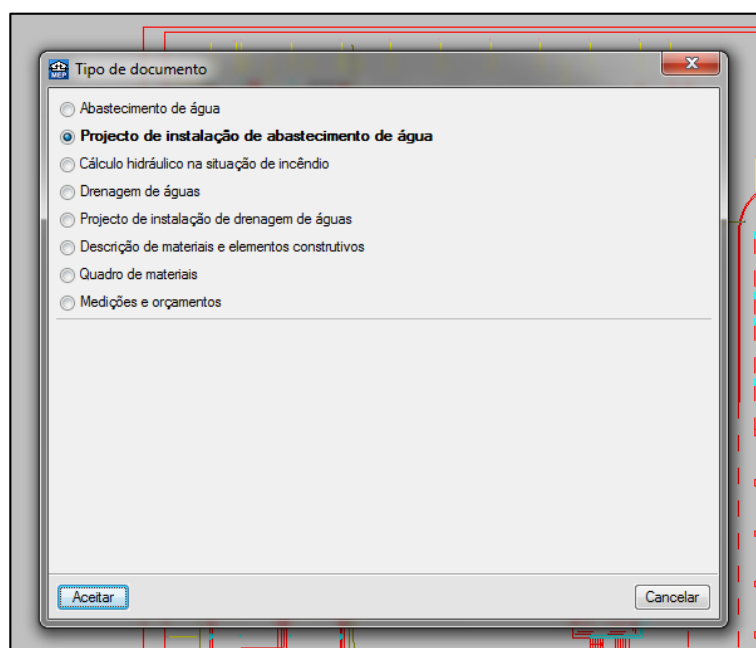 MEP
Tipo de documento
Abastecimento de água
Projecto de instalação de abastecimento de água
Cálculo hidráulico na situação de incêndio
Drenagem de águas
Projecto de instalação de drenagem de águas
Descrição de materiais e elementos construtivos
Quadro de materiais
Medições e orçamentos
Aceitar
Cancelar